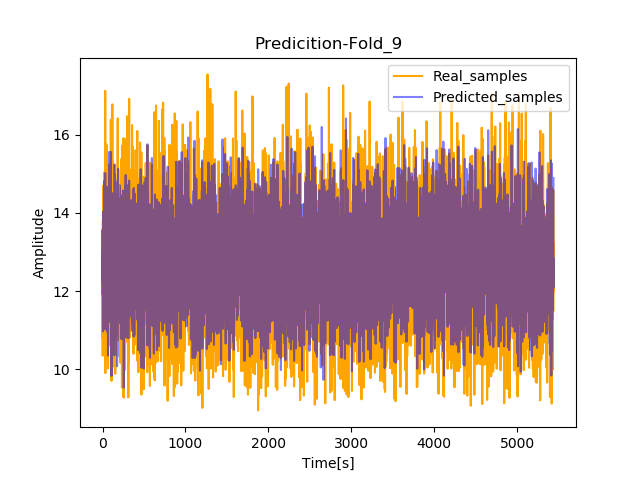 Predicition-Fold_9
Real_samples
Predicted_samples
16
14
12
10
Amplitude
0 1000 2000 3000 4000 5000
Time[s]